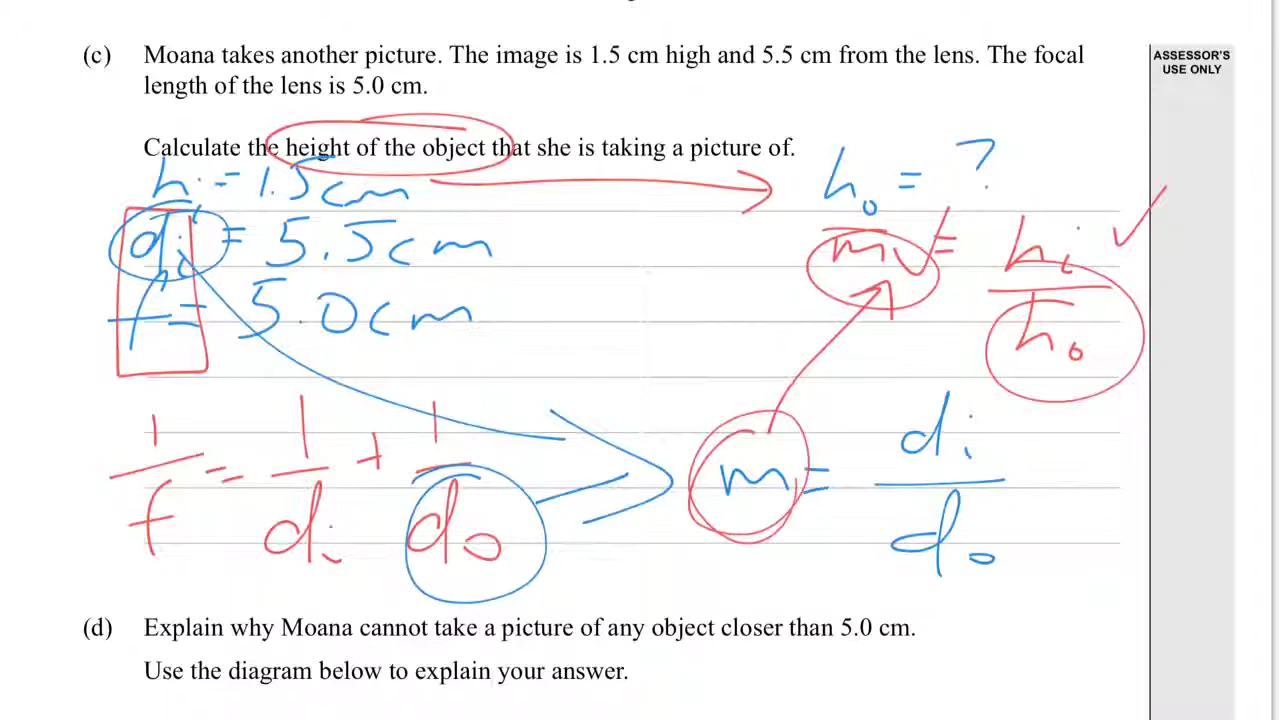 (c) Moana takes another picture. The image is 1.5 cm high and 5.5 cm from the lens. The focal
length of the lens is 5.0 cm.
ASSESSOR'S
USE ONLY
Calculate the height of the object that she is taking a picture of.
hi = 1.5cm
ho = ?
di = 5.5cm
m = hi/ho
f = 5.0cm
1/f = 1/di + 1/do
m = di/do
(d) Explain why Moana cannot take a picture of any object closer than 5.0 cm.
Use the diagram below to explain your answer.